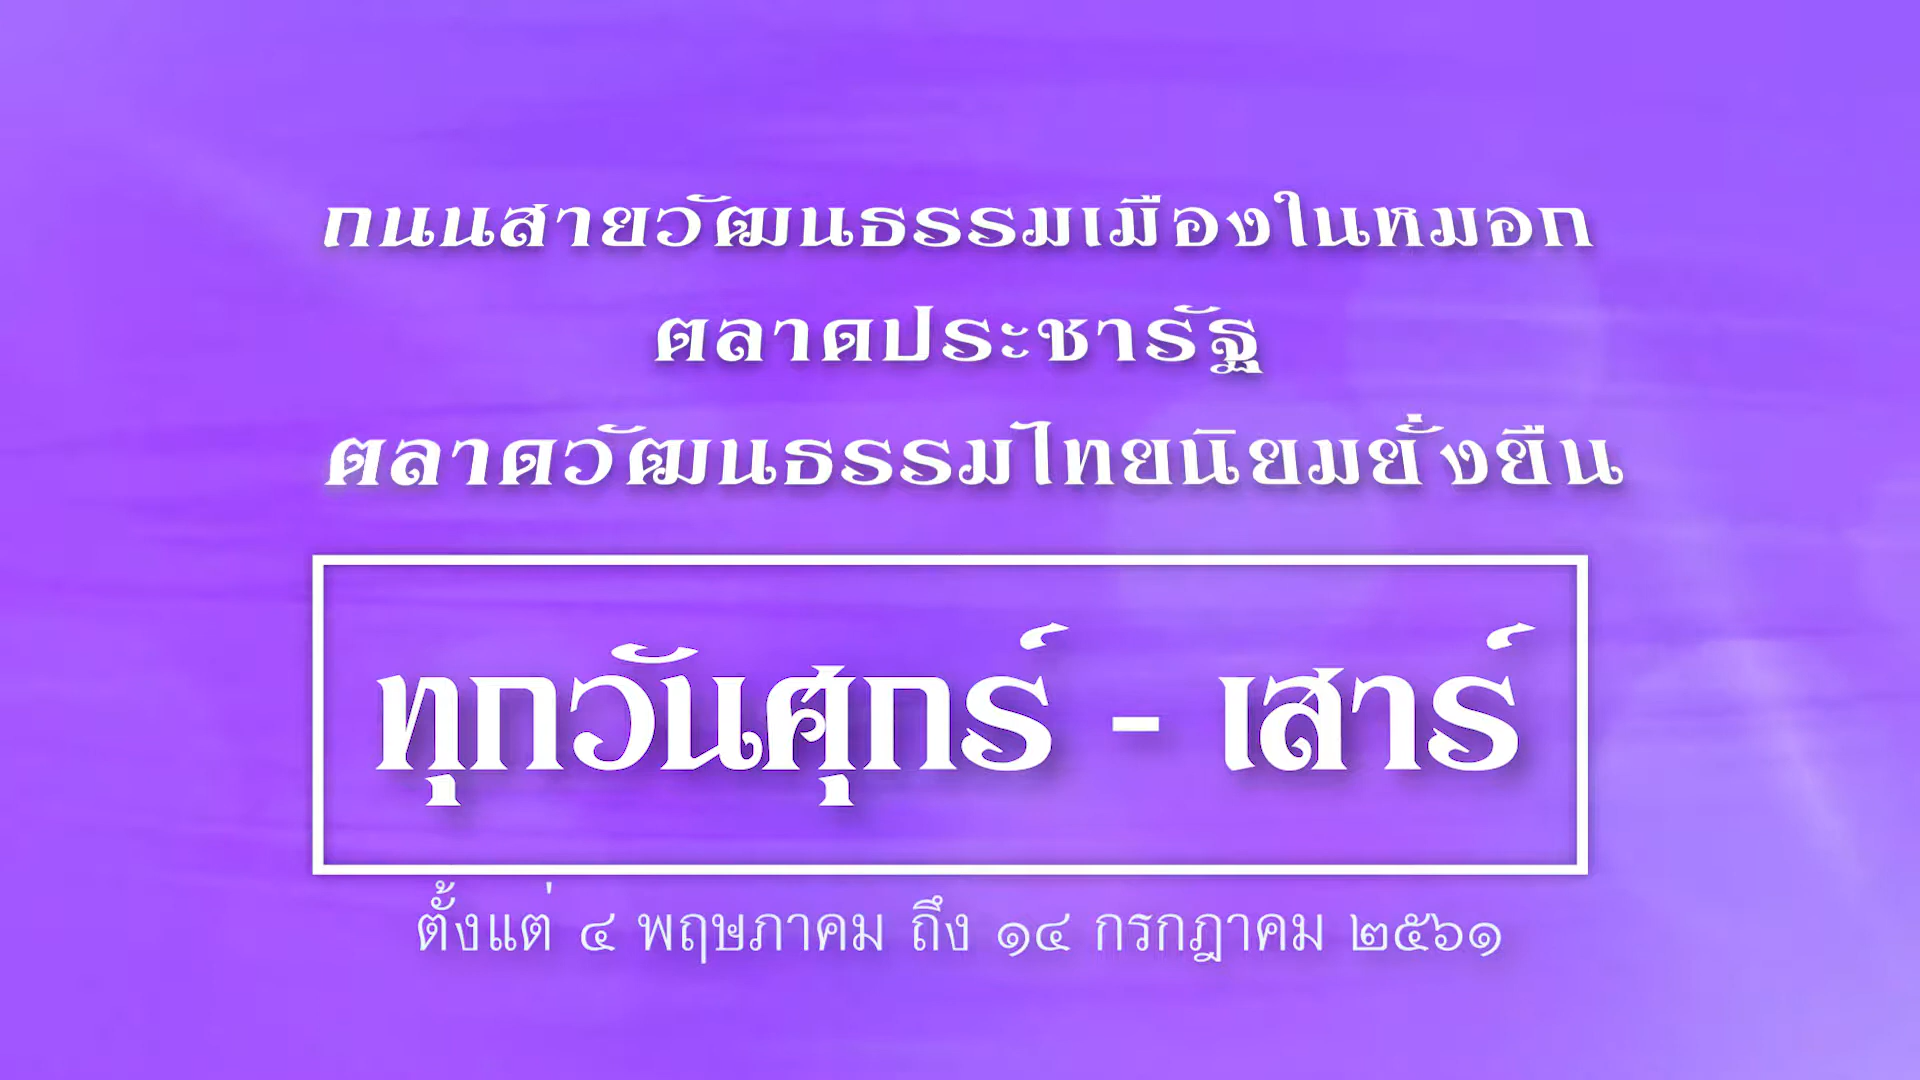 ถนนสายวัฒนธรรมเมืองในหมอก
ตลาดประชารัฐ
ตลาดวัฒนธรรมไทยนิยมยั่งยืน
ทุกวันศุกร์ - เสาร์
ตั้งแต่ ๔ พฤษภาคม ถึง ๑๔ กรกฎาคม ๒๕๖๑